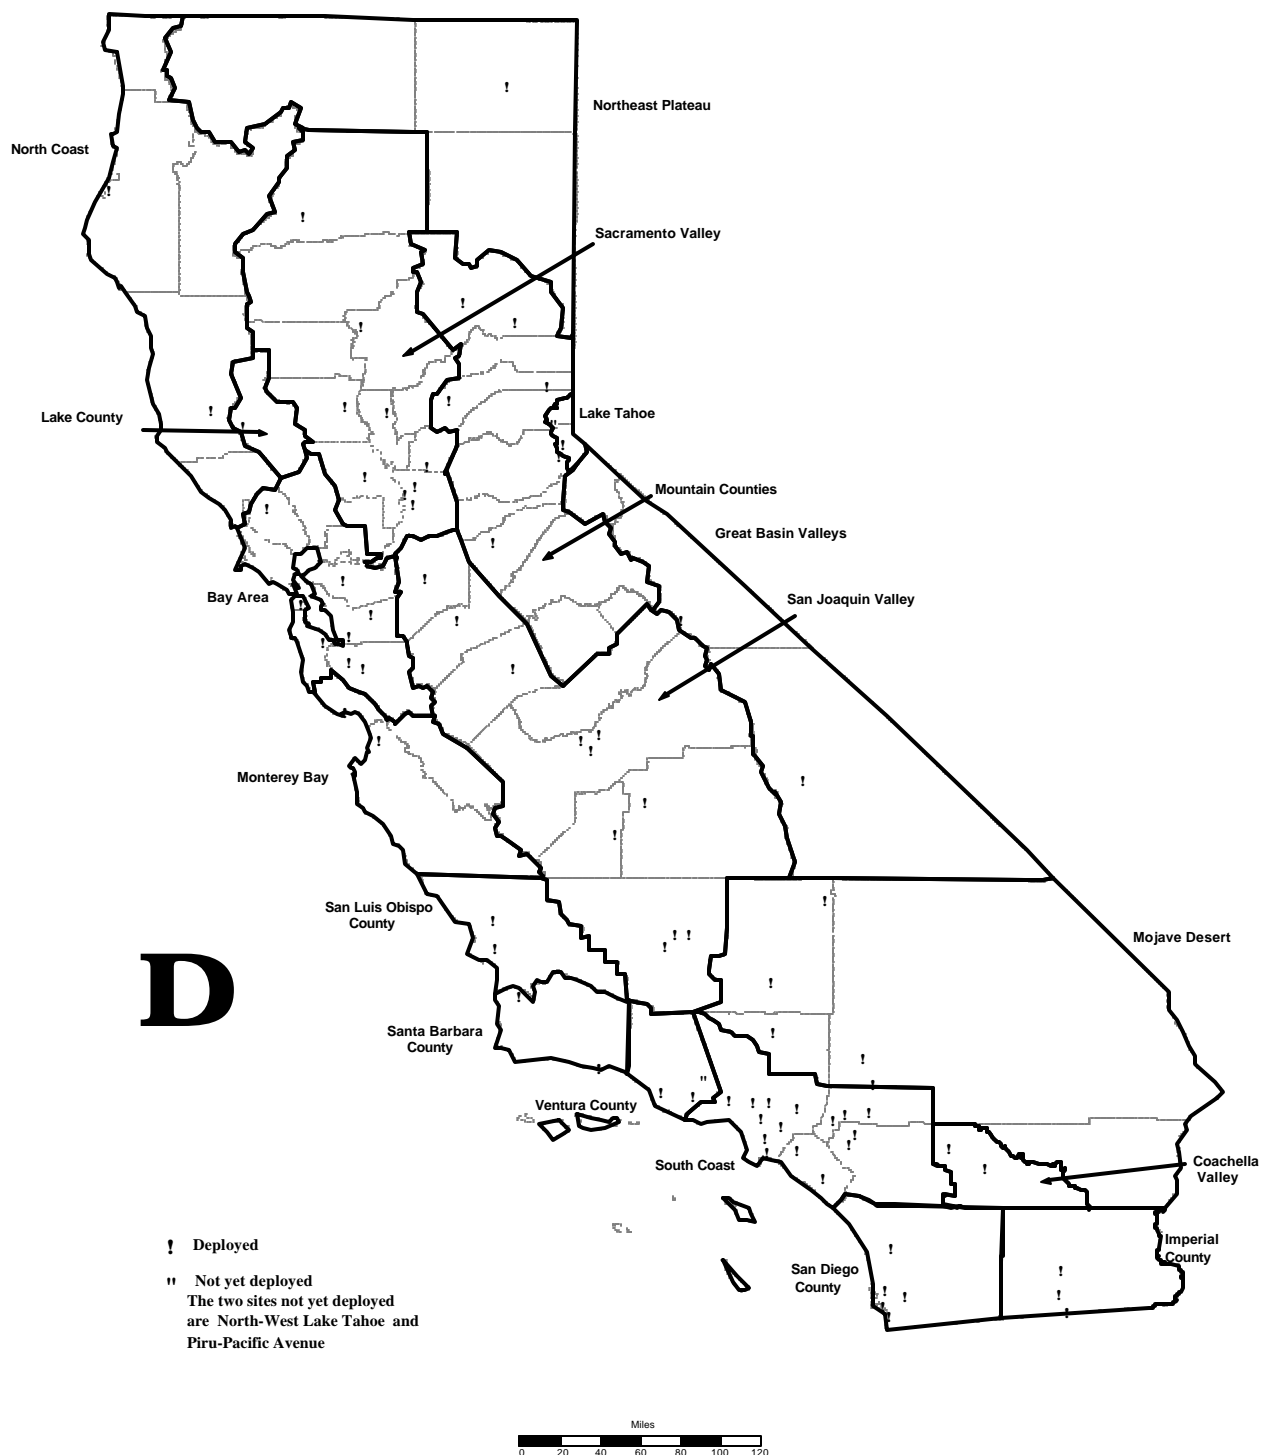 Northeast Plateau
North Coast
Sacramento Valley
Lake County
Lake Tahoe
Mountain Counties
Great Basin Valleys
Bay Area
San Joaquin Valley
Monterey Bay
San Luis Obispo
County
Mojave Desert
D
Santa Barbara
County
Ventura County
South Coast
Coachella
Valley
! Deployed
Imperial
County
San Diego
County
" Not yet deployed
The two sites not yet deployed
are North-West Lake Tahoe and
Piru-Pacific Avenue
Miles
0 20 40 60 80 100 120